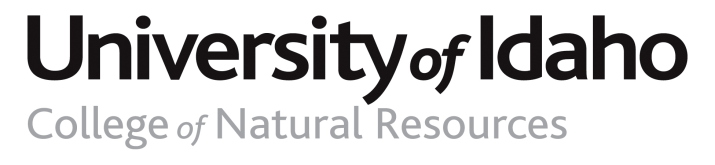 University of Idaho
College of Natural Resources